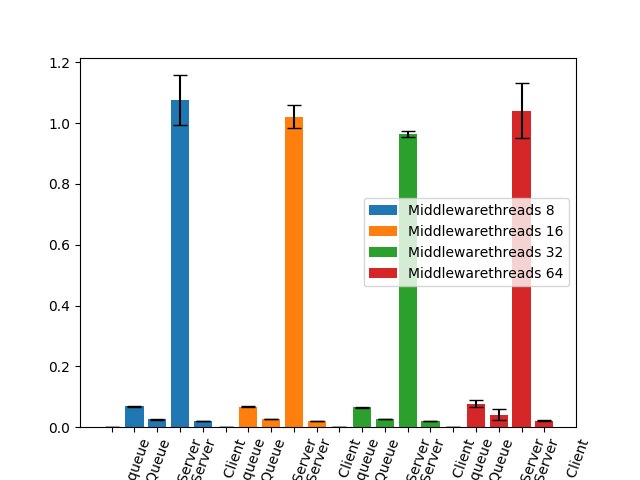 1.2
1.0
0.8
0.6
0.4
0.2
0.0
Middlewarethreads 8
Middlewarethreads 16
Middlewarethreads 32
Middlewarethreads 64
queue
Queue
Server
Server
Client
queue
Queue
Server
Server
Client
queue
Queue
Server
Server
Client
queue
Queue
Server
Server
Client